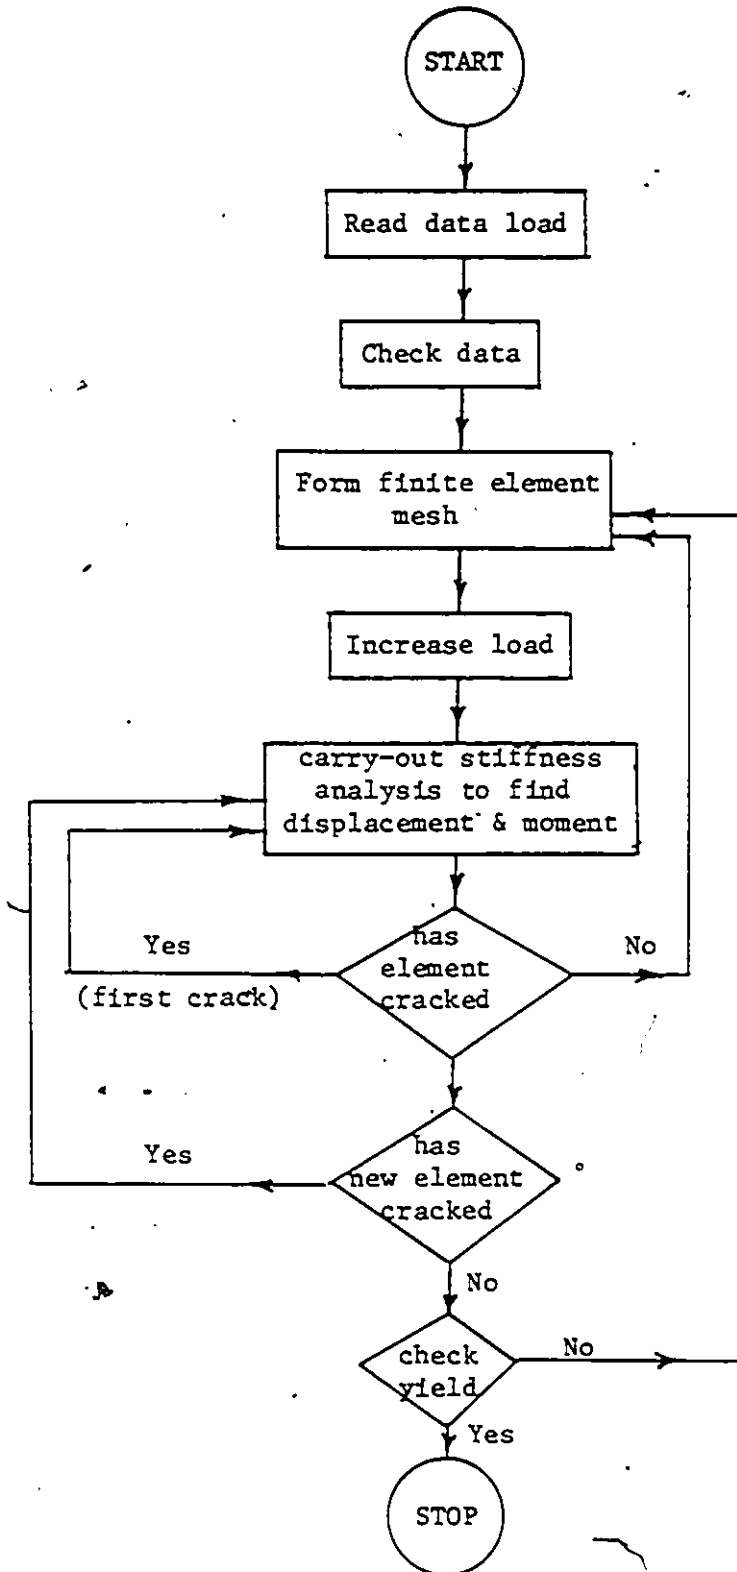 START
Read data load
Check data
Form finite element
mesh
Increase load
carry-out stiffness
analysis to find
displacement & moment
has
element
cracked
Yes
(first crack)
No
has
new element
cracked
Yes
No
check
yield
No
Yes
STOP